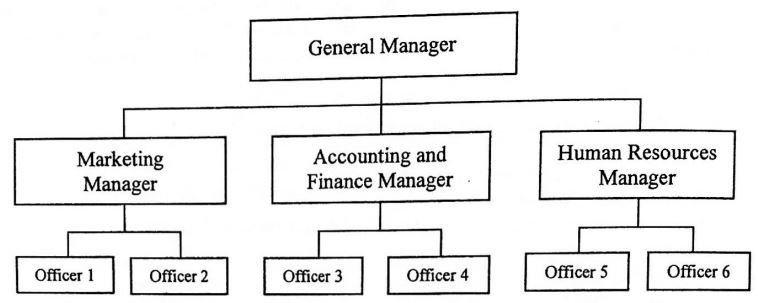 General Manager
Marketing
Manager
Accounting and
Finance Manager
Human Resources
Manager
Officer 1
Officer 2
Officer 3
Officer 4
Officer 5
Officer 6